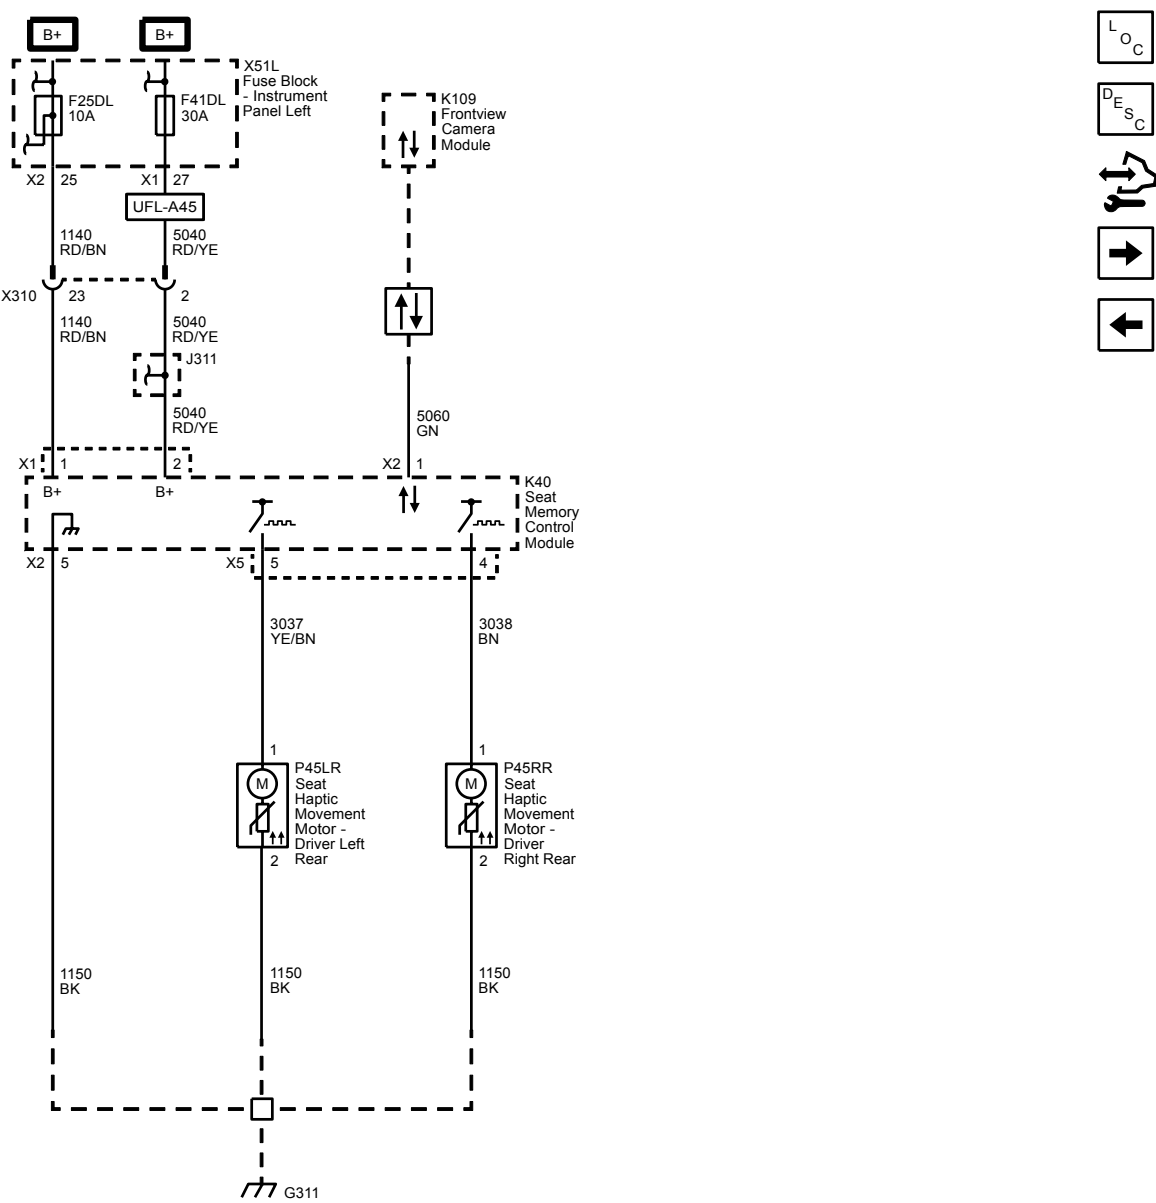 B+
B+
X51L
Fuse Block
- Instrument
Panel Left
F25DL
10A
F41DL
30A
K109
Frontview
Camera
Module
LOC
DESC
X2 25
X1 27
UFL-A45
1140
RD/BN
5040
RD/YE
X310 23
2
1140
RD/BN
5040
RD/YE
J311
5040
RD/YE
5060
GN
X1 1
2
X2 1
B+
B+
K40
Seat
Memory
Control
Module
X2 5
X5 5
4
3037
YE/BN
3038
BN
1
1
M
P45LR
Seat
Haptic
Movement
Motor -
Driver Left
Rear
M
P45RR
Seat
Haptic
Movement
Motor -
Driver
Right Rear
2
2
1150
BK
1150
BK
1150
BK
G311